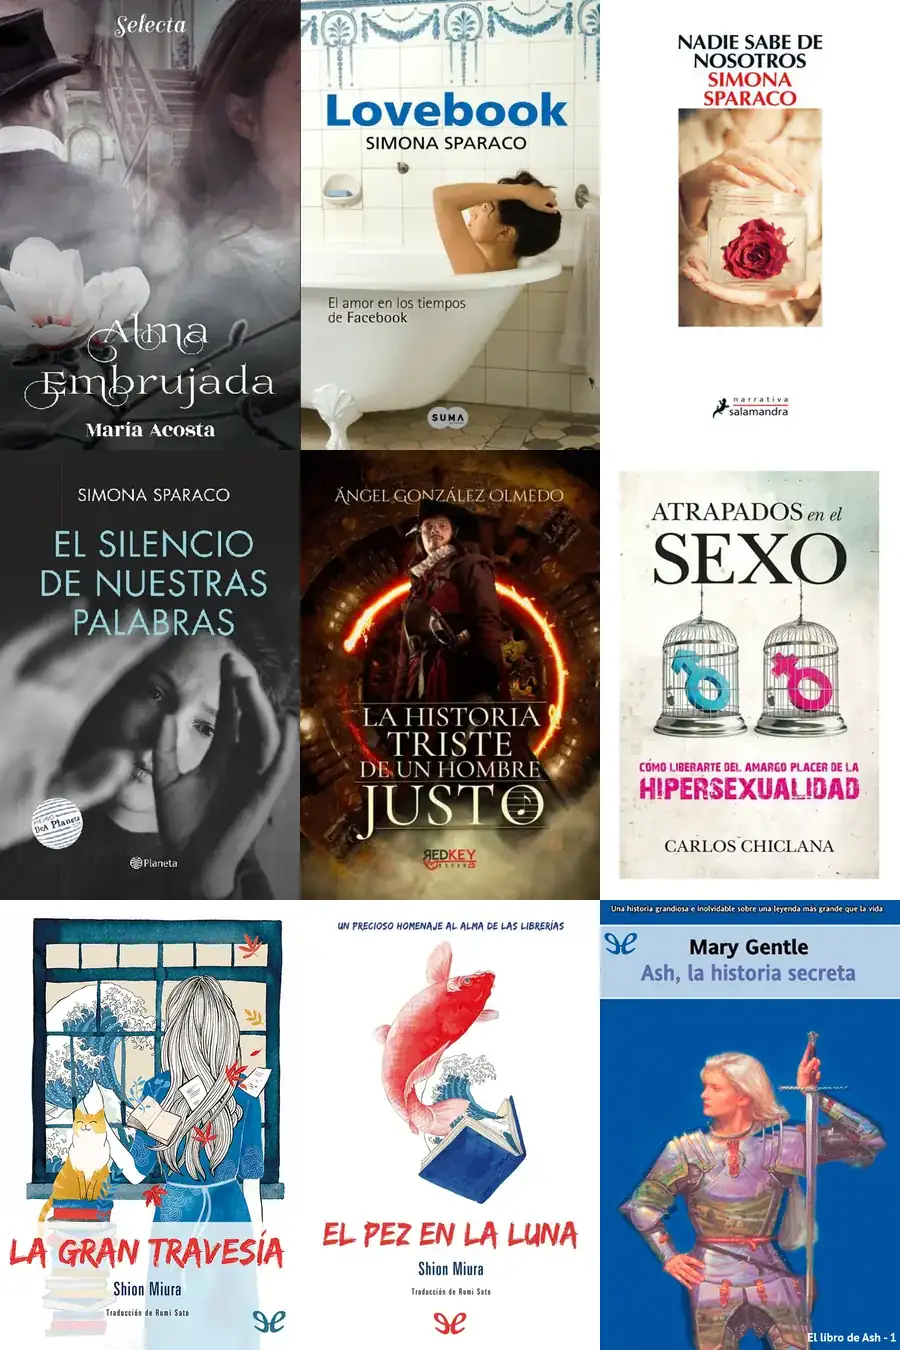 Selecta
Alma
Embrujada
María Acosta
Lovebook
SIMONA SPARACO
El amor en los tiempos
de Facebook
SUMA
NADIE SABE DE
NOSOTROS
SIMONA
SPARACO
narrativa
salamandra
SIMONA SPARACO
EL SILENCIO
DE NUESTRAS
PALABRAS
DeA Planeta
Planeta
ÁNGEL GONZÁLEZ OLMEDO
LA HISTORIA
TRISTE
DE UN HOMBRE
JUSTO
REDKEY
ATRAPADOS en el
SEXO
CÓMO LIBERARTE DEL AMARGO PLACER DE LA
HIPERSEXUALIDAD
CARLOS CHICLANA
LA GRAN TRAVESÍA
Shion Miura
Traducción de Rumi Sato
UN PRECIOSO HOMENAJE AL ALMA DE LAS LIBRERÍAS
EL PEZ EN LA LUNA
Shion Miura
Traducción de Rumi Sato
Una historia grandiosa e inolvidable sobre una leyenda más grande que la vida
Mary Gentle
Ash, la historia secreta
El libro de Ash - 1